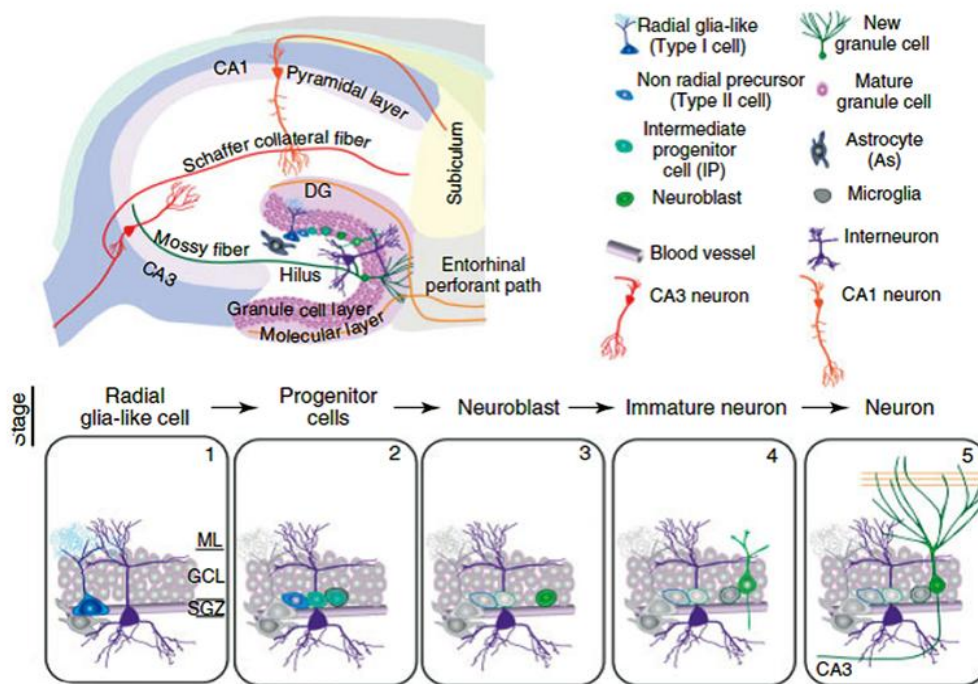 CA1
Pyramidal layer
Schaffer collateral fiber
Subiculum
DG
Mossy fiber
CA3
Hilus
Entorhinal
perforant path
Granule cell layer
Molecular layer
Radial glia-like
(Type I cell)
Non radial precursor
(Type II cell)
Intermediate
progenitor
cell (IP)
Neuroblast
Blood vessel
CA3 neuron
New
granule cell
Mature
granule cell
Astrocyte
(As)
Microglia
Interneuron
CA1 neuron
Stage
Radial
glia-like cell
Progenitor
cells
Neuroblast
Immature neuron
Neuron
1
ML
GCL
SGZ
2
3
4
5
CA3